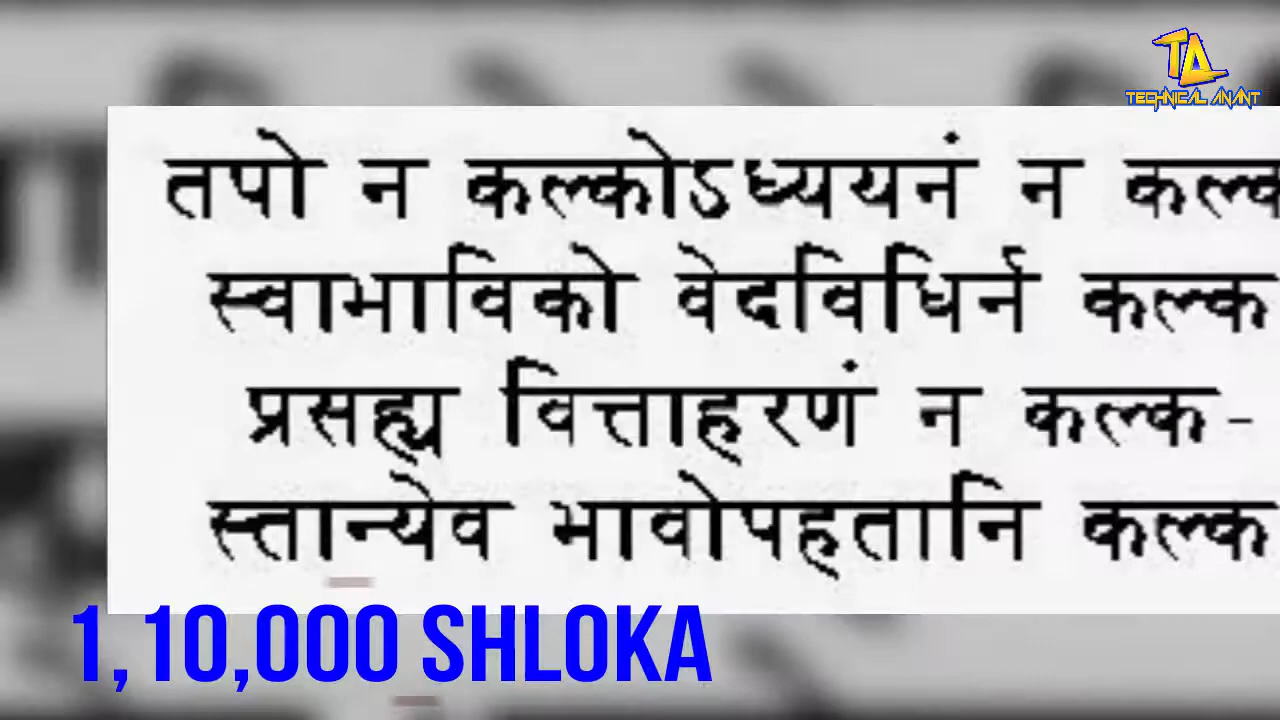 TA
TECHNICAL ANANT
तपो न कल्कोऽध्ययनं न कल्क
स्वाभाविको वेदविधिर्न कल्क
प्रसह्य वित्ताहरणं न कल्क-
स्तान्येव भावोपहतानि कल्क
1,10,000 SHLOKA